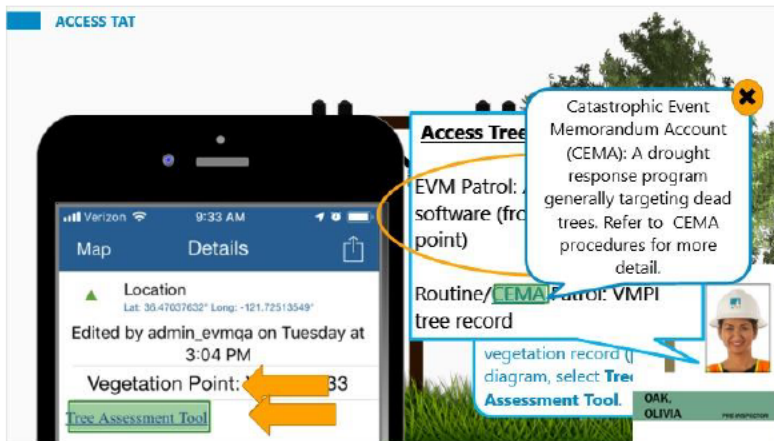 ACCESS TAT
Catastrophic Event
Memorandum Account
(CEMA): A drought
response program
generally targeting dead
trees. Refer to CEMA
procedures for more
detail.
Access Tree
EVM Patrol:
software (fro
point)
Routine/CEMA Patrol: VMPI
tree record
vegetation record (
diagram, select Tree
Assessment Tool.
OAK,
OLIVIA
PRE-INSPECTOR
Verizon 9:33 AM
Map Details
Location
Lat: 36.47037632° Long: -121.72513549°
Edited by admin_evmqa on Tuesday at
3:04 PM
Vegetation Point: 33
Tree Assessment Tool